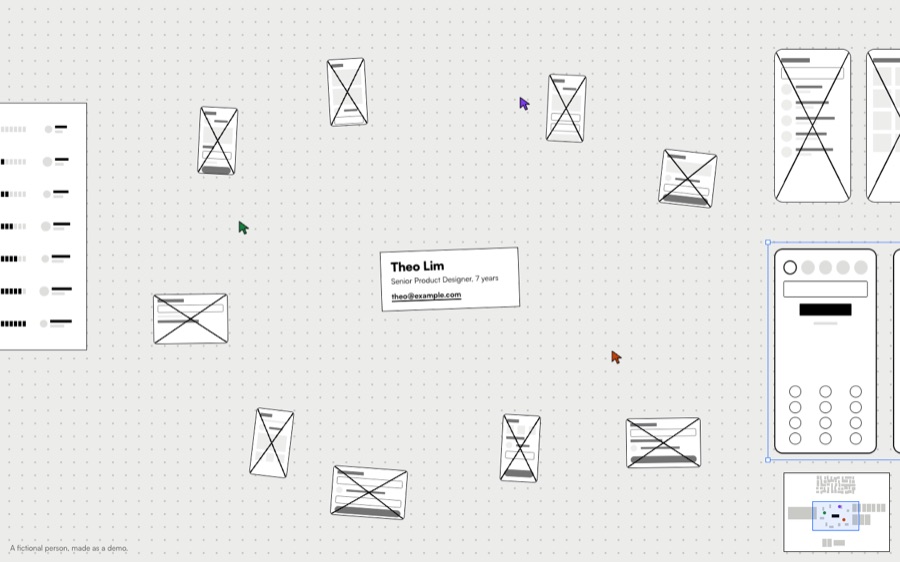 Theo Lim
Senior Product Designer, 7 years
theo@example.com
A fictional person, made as a demo.